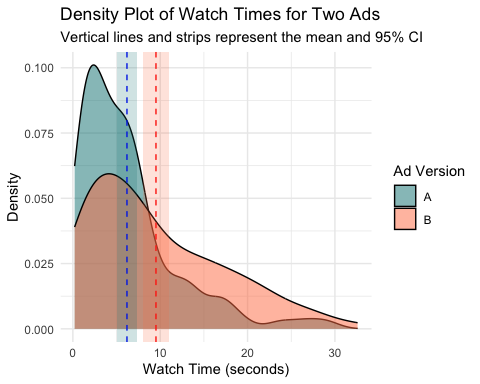 Density Plot of Watch Times for Two Ads
Vertical lines and strips represent the mean and 95% CI
0.100
0.075
0.050
0.025
0.000
Density
0
10
20
30
Watch Time (seconds)
Ad Version
A
B